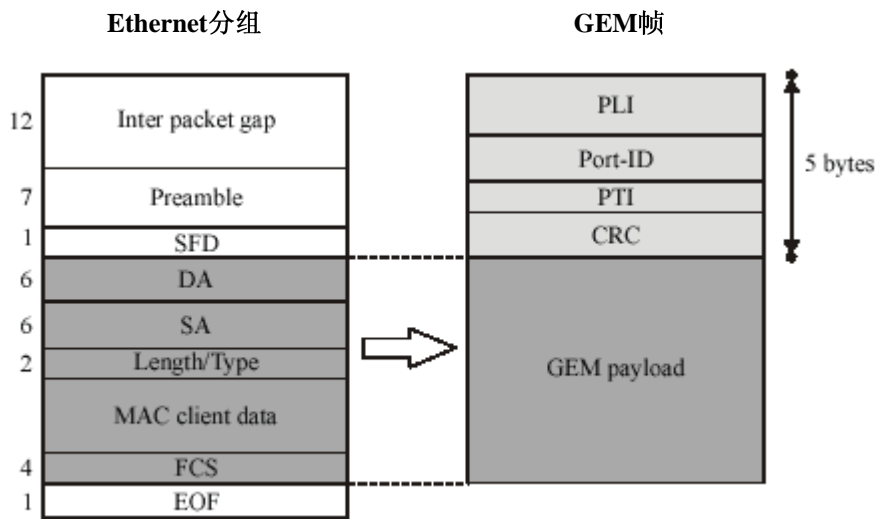 Ethernet分组
GEM帧
12 Inter packet gap
7 Preamble
1 SFD
6 DA
6 SA
2 Length/Type
MAC client data
4 FCS
1 EOF
PLI
Port-ID
PTI
CRC
5 bytes
GEM payload